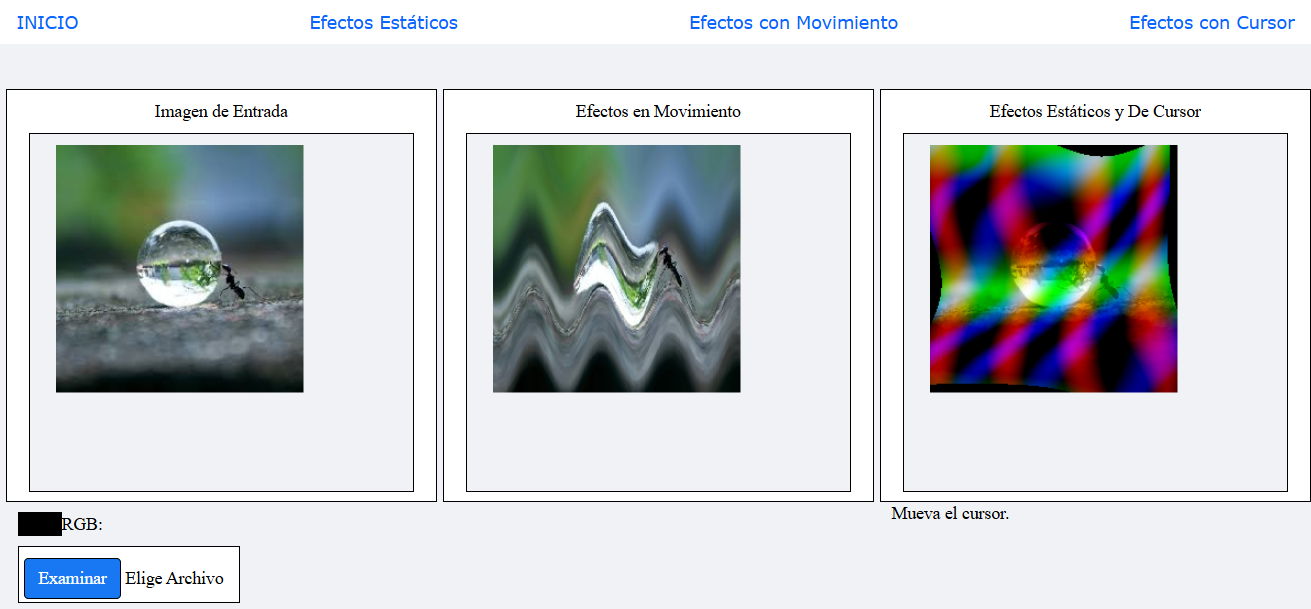 INICIO
Efectos Estáticos
Efectos con Movimiento
Efectos con Cursor
Imagen de Entrada
Efectos en Movimiento
Efectos Estáticos y De Cursor
RGB:
Mueva el cursor.
Examinar Elige Archivo